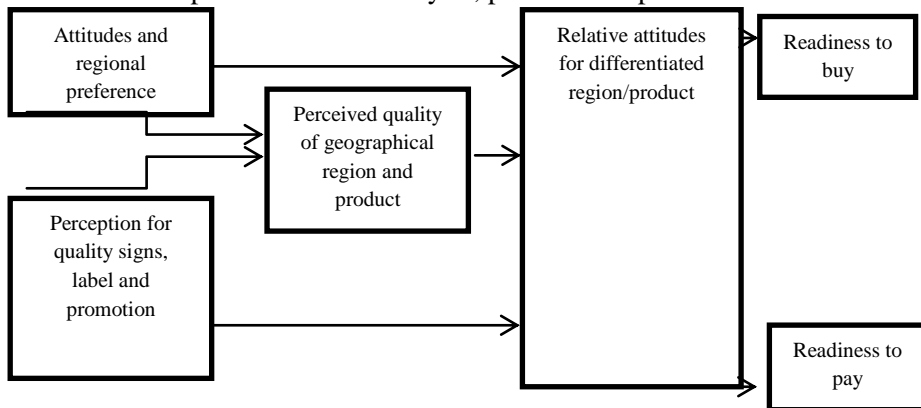 Attitudes and
regional
preference
Perceived quality
of geographical
region and
product
Perception for
quality signs,
label and
promotion
Relative attitudes
for differentiated
region/product
Readiness to
buy
Readiness to
pay